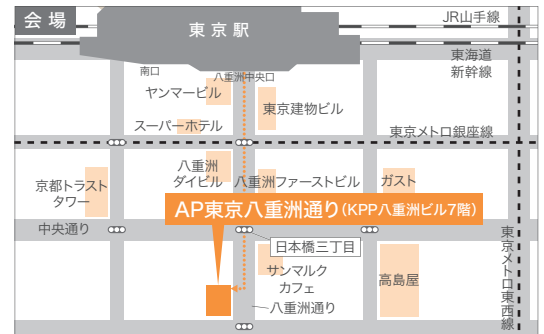 会場
東京駅
JR山手線
東海道
新幹線
南口
八重洲中央口
ヤンマービル
東京建物ビル
スーパーホテル
東京メトロ銀座線
八重洲
ダイビル
八重洲ファーストビル
ガスト
京都トラスト
タワー
AP東京八重洲通り(KPP八重洲ビル7階)
中央通り
日本橋三丁目
サンマルク
カフェ
高島屋
八重洲通り
東京メトロ東西線